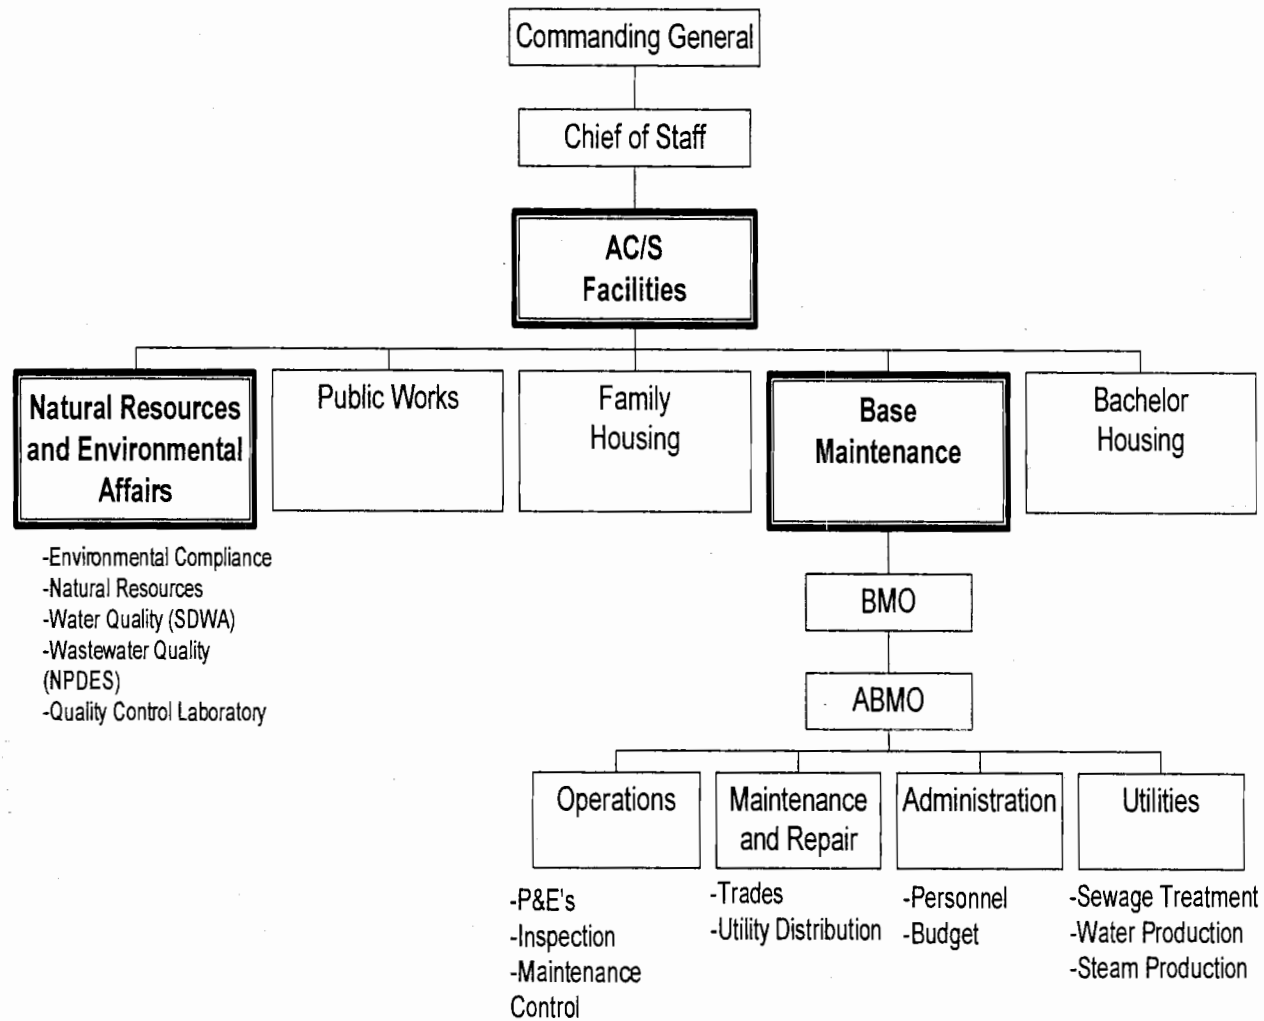 Commanding General
Chief of Staff
AC/S
Facilities
Natural Resources
and Environmental
Affairs
Public Works
Family
Housing
Base
Maintenance
Bachelor
Housing
-Environmental Compliance
-Natural Resources
-Water Quality (SDWA)
-Wastewater Quality
(NPDES)
-Quality Control Laboratory
BMO
ABMO
Operations
Maintenance
and Repair
Administration
Utilities
-P&E's
-Inspection
-Maintenance
Control
-Trades
-Utility Distribution
-Personnel
-Budget
-Sewage Treatment
-Water Production
-Steam Production